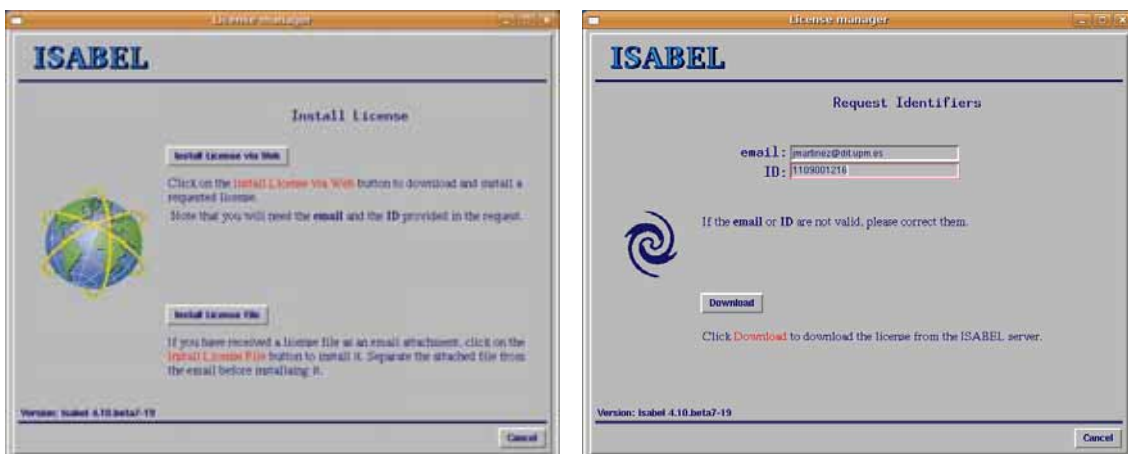 License manager
ISABEL
Install License
Install License via Web
Click on the Install License via Web button to download and install a
requested license.
Note that you will need the email and the ID provided in the request.
Install License File
If you have received a license file as an email attachment, click on the
Install License File button to install it. Separate the attached file from
the email before installaing it.
Version: Isabel 4.10.beta7-19
Cancel
License manager
ISABEL
Request Identifiers
email: jmartinez@dit.upm.es
ID: 1109001216
If the email or ID are not valid, please correct them.
Download
Click Download to download the license from the ISABEL server.
Version: Isabel 4.10.beta7-19
Cancel